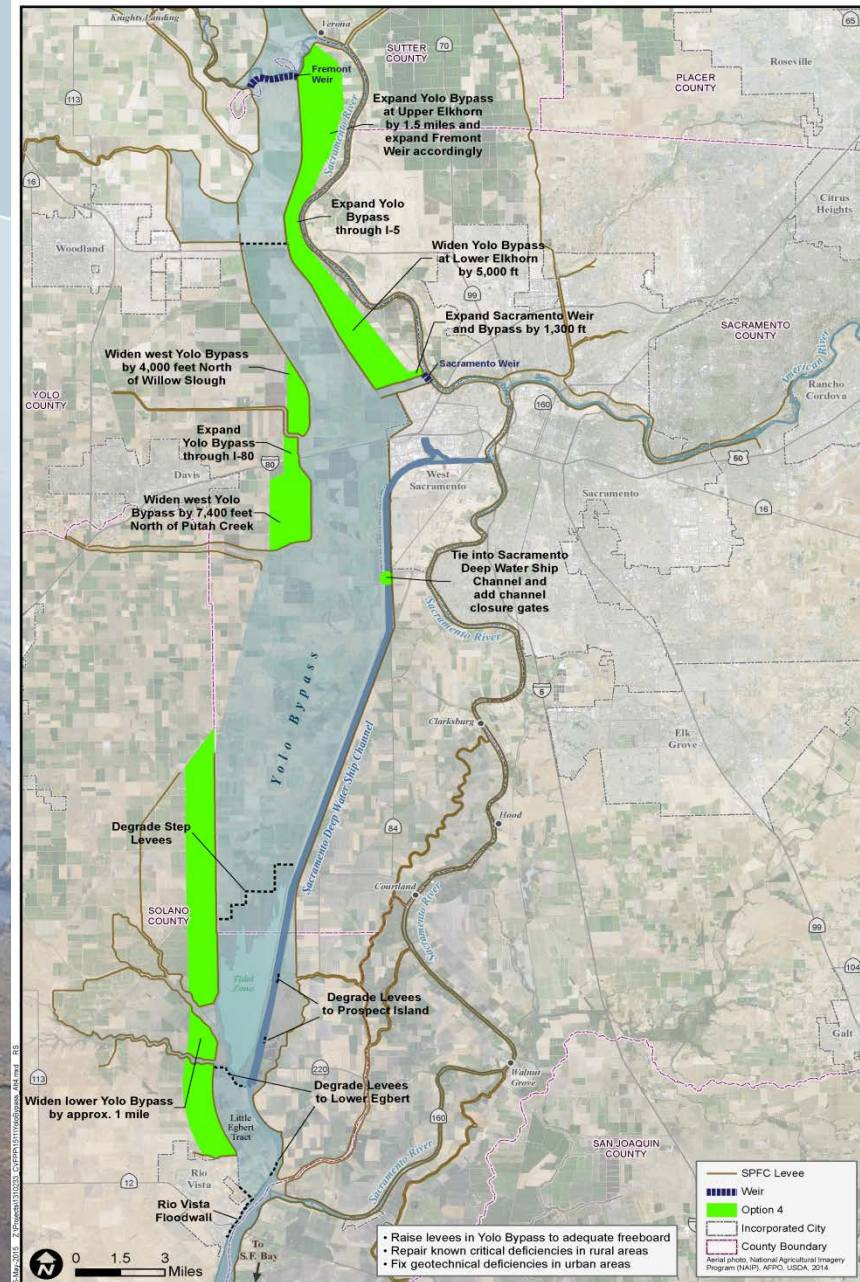 Knights Landing
Verona
SUTTER
COUNTY
70
65
Roseville
PLACER
COUNTY
Fremont
Weir
113
Expand Yolo Bypass
at Upper Elkhorn
by 1.5 miles and
expand Fremont
Weir accordingly
Sacramento River
16
Citrus
Heights
Expand Yolo
Bypass
through I-5
Woodland
Widen Yolo Bypass
at Lower Elkhorn
by 5,000 ft
99
Expand Sacramento Weir
and Bypass by 1,300 ft
SACRAMENTO
COUNTY
American River
Sacramento Weir
Widen west Yolo Bypass
by 4,000 feet North
of Willow Slough
Rancho
Cordova
YOLO
COUNTY
160
Expand
Yolo Bypass
through I-80
80
50
Davis
West
Sacramento
Sacramento
16
Widen west Yolo
Bypass by 7,400 feet
North of Putah Creek
Tie into Sacramento
Deep Water Ship
Channel and
add channel
closure gates
Sacramento River
5
Clarksburg
Elk
Grove
Yolo Bypass
Sacramento Deep Water Ship Channel
Hood
84
Degrade Step
Levees
Courtland
Sacramento River
SOLANO
COUNTY
99
104
Tidal
Zone
Degrade Levees
to Prospect Island
Galt
113
220
Walnut
Grove
Widen lower Yolo Bypass
by approx. 1 mile
Degrade Levees
to Lower Egbert
Little
Egbert
Tract
160
Sacramento River
SAN JOAQUIN
COUNTY
Rio
Vista
12
Rio Vista
Floodwall
To
S.F. Bay
N
0 1.5 3
Miles
• Raise levees in Yolo Bypass to adequate freeboard
• Repair known critical deficiencies in rural areas
• Fix geotechnical deficiencies in urban areas
SPFC Levee
Weir
Option 4
Incorporated City
County Boundary
Aerial photo, National Agricultural Imagery
Program (NAIP), AFPO, USDA, 2014.